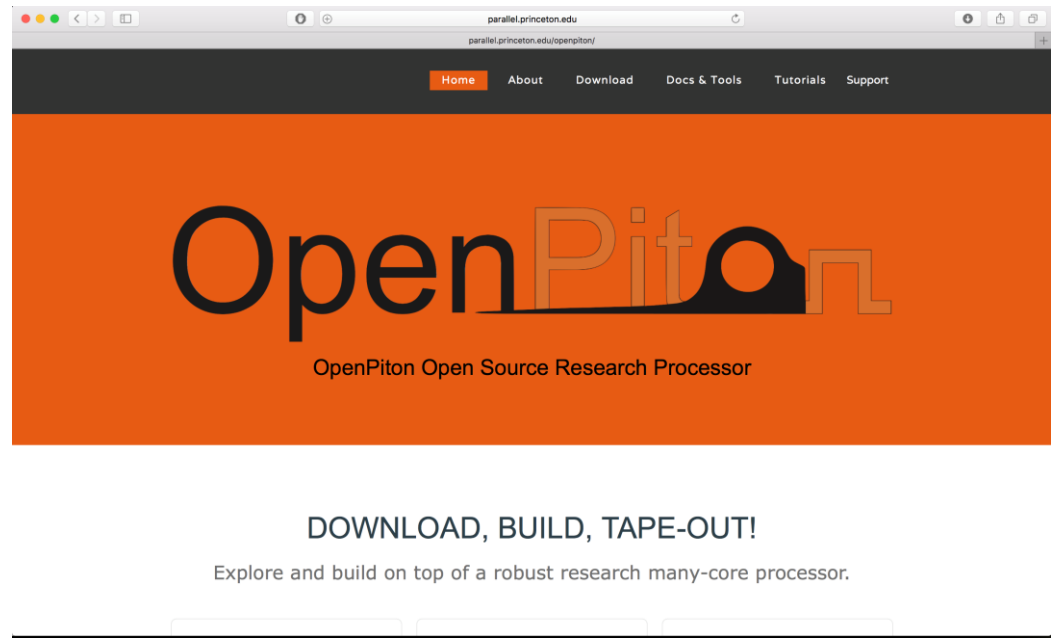 parallel.princeton.edu
parallel.princeton.edu/openpiton/
Home About Download Docs & Tools Tutorials Support
OpenPiton
OpenPiton Open Source Research Processor
DOWNLOAD, BUILD, TAPE-OUT!
Explore and build on top of a robust research many-core processor.